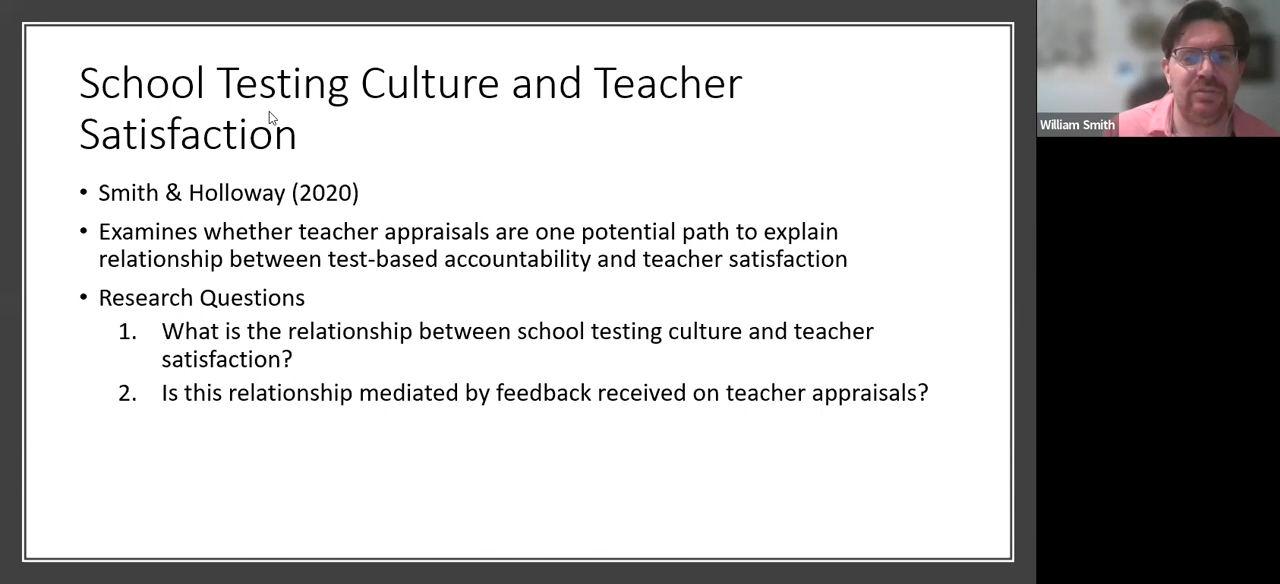 School Testing Culture and Teacher
Satisfaction
• Smith & Holloway (2020)
• Examines whether teacher appraisals are one potential path to explain
relationship between test-based accountability and teacher satisfaction
• Research Questions
1. What is the relationship between school testing culture and teacher
satisfaction?
2. Is this relationship mediated by feedback received on teacher appraisals?
William Smith